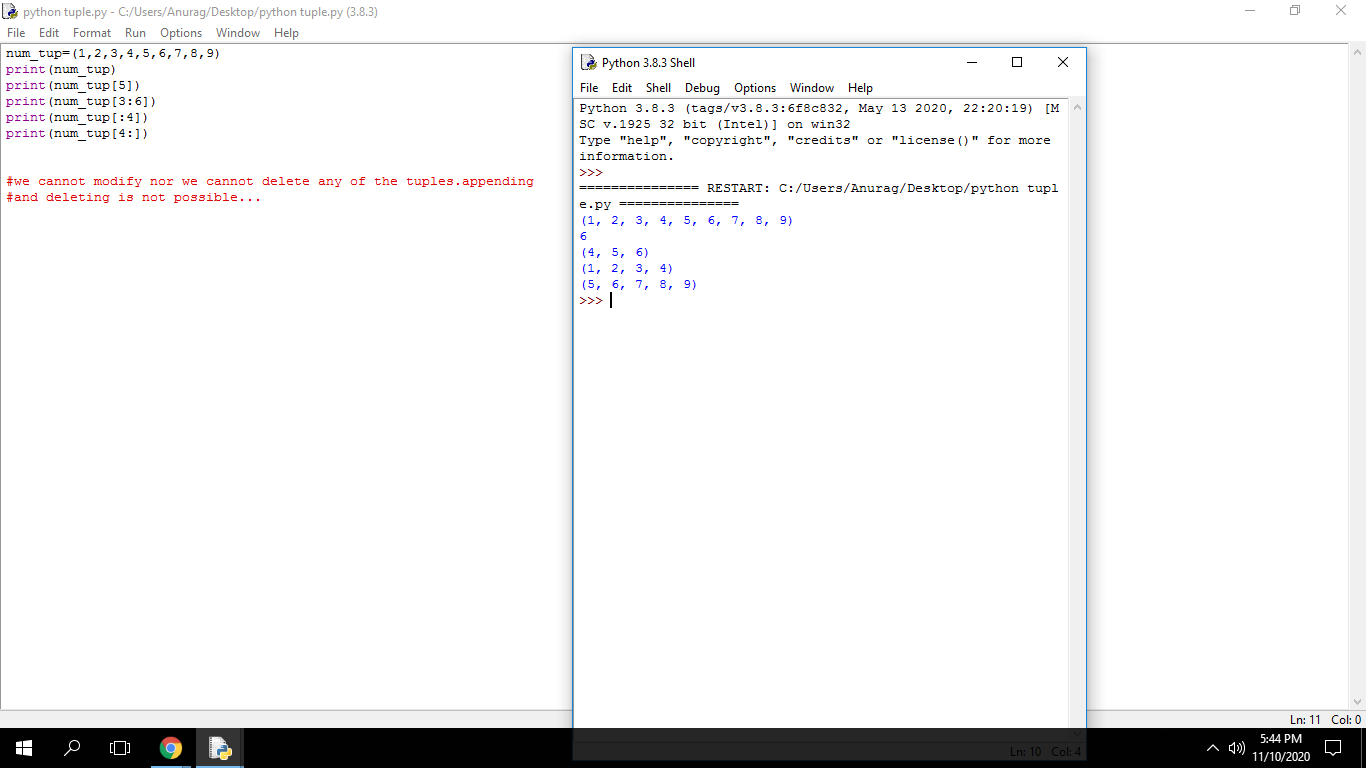 python tuple.py - C:/Users/Anurag/Desktop/python tuple.py (3.8.3)
File Edit Format Run Options Window Help
num_tup=(1,2,3,4,5,6,7,8,9)
print(num_tup)
print(num_tup[5])
print(num_tup[3:6])
print(num_tup[:4])
print(num_tup[4:])
#we cannot modify nor we cannot delete any of the tuples.appending
#and deleting is not possible...
Python 3.8.3 Shell
File Edit Shell Debug Options Window Help
Python 3.8.3 (tags/v3.8.3:6f8c832, May 13 2020, 22:20:19) [M
SC v.1925 32 bit (Intel)] on win32
Type "help", "copyright", "credits" or "license()" for more
information.
>>>
=============== RESTART: C:/Users/Anurag/Desktop/python tupl
e.py ===============
(1, 2, 3, 4, 5, 6, 7, 8, 9)
6
(4, 5, 6)
(1, 2, 3, 4)
(5, 6, 7, 8, 9)
>>>
Ln: 11 Col: 0
Ln: 10 Col: 4
5:44 PM
11/10/2020